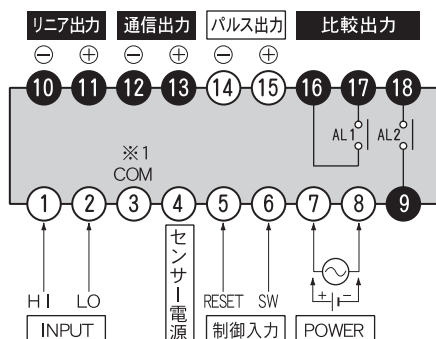 リニア出力 通信出力 パルス出力 比較出力
⊖ ⊕ ⊖ ⊕ ⊖ ⊕
10 11 12 13 14 15 16 17 18
AL1 AL2
※1
COM
1 2 3 4 5 6 7 8 9
センサー電源
+ −
HI LO RESET SW
INPUT 制御入力 POWER